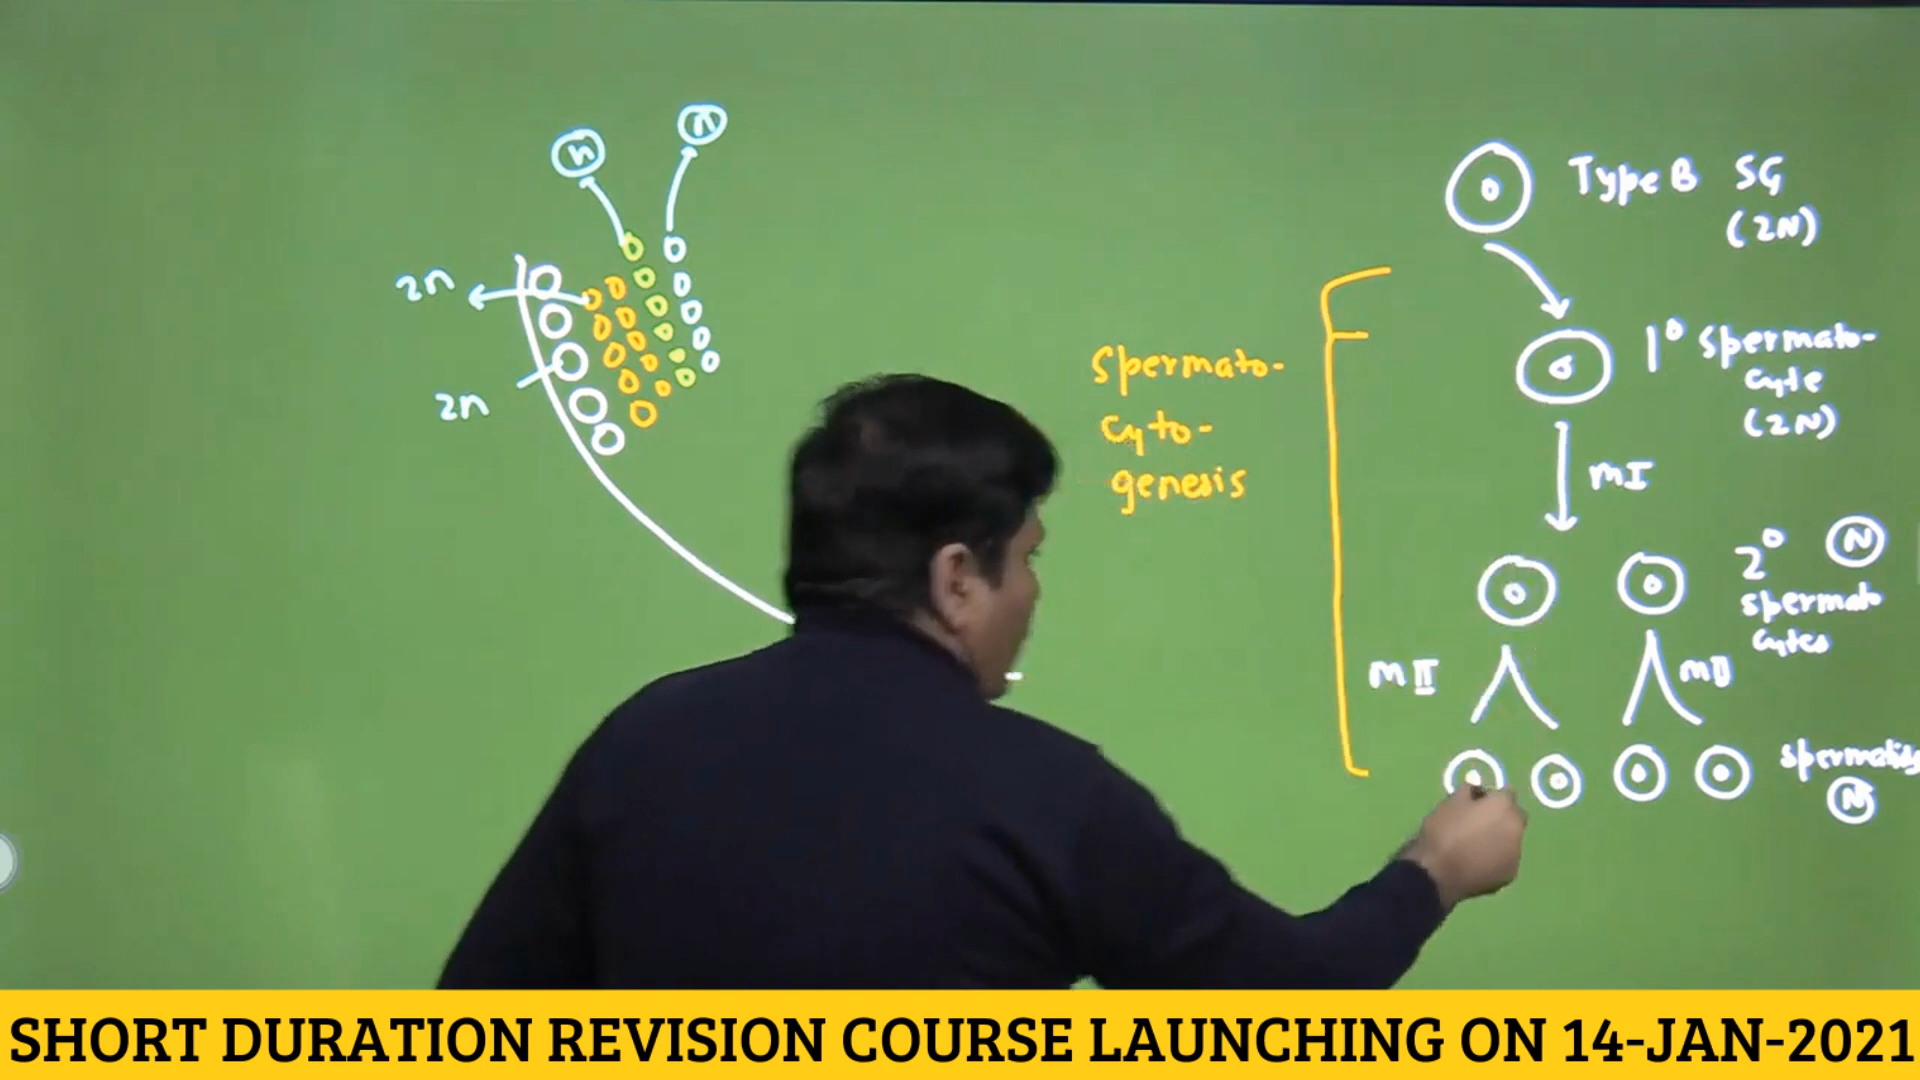 n
n
2n
2n
Spermato-
cyto-
genesis
Type B SG
(2N)
1° Spermato-
cyte
(2N)
MI
2° N
spermato
cytes
MII
MII
spermatids
N
SHORT DURATION REVISION COURSE LAUNCHING ON 14-JAN-2021